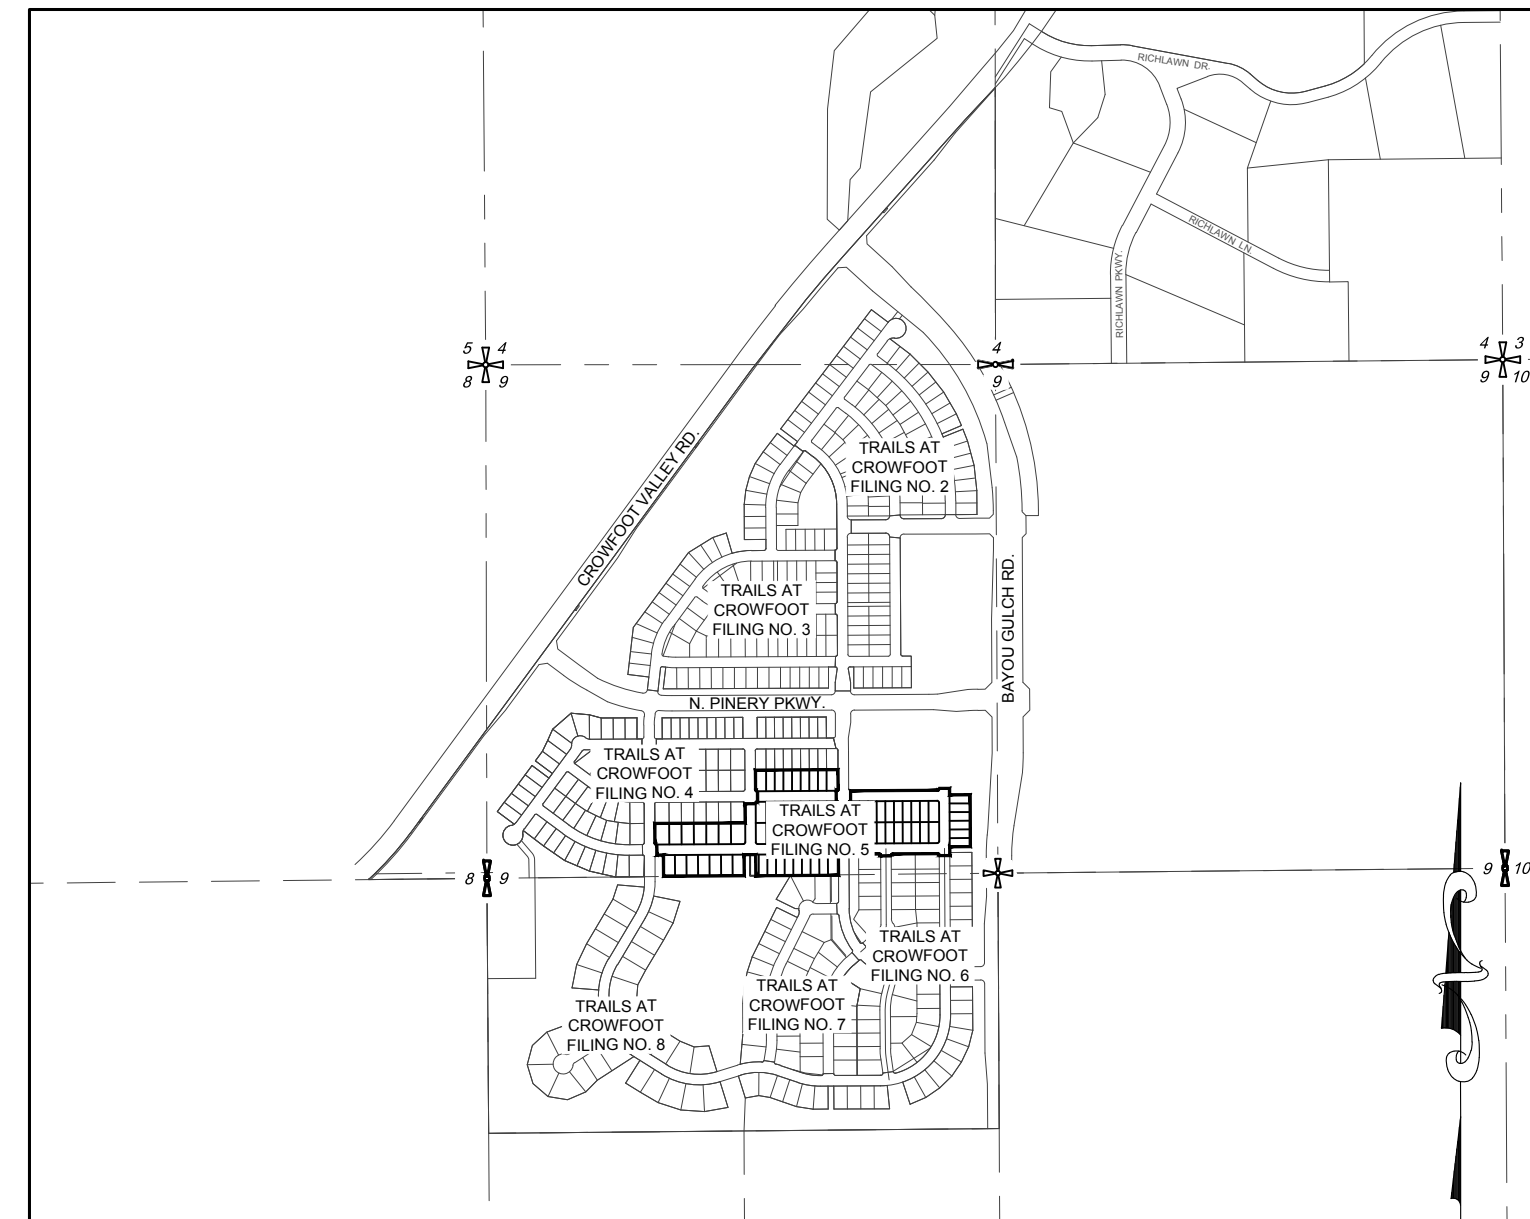 RICHLAWN DR.
RICHLAWN LN.
RICHLAWN PKWY.
5 4
8 9
4
9
4 3
9 10
CROWFOOT VALLEY RD.
TRAILS AT
CROWFOOT
FILING NO. 2
BAYOU GULCH RD.
TRAILS AT
CROWFOOT
FILING NO. 3
N. PINERY PKWY.
TRAILS AT
CROWFOOT
FILING NO. 4
TRAILS AT
CROWFOOT
FILING NO. 5
8 9
9 10
TRAILS AT
CROWFOOT
FILING NO. 6
TRAILS AT
CROWFOOT
FILING NO. 7
TRAILS AT
CROWFOOT
FILING NO. 8